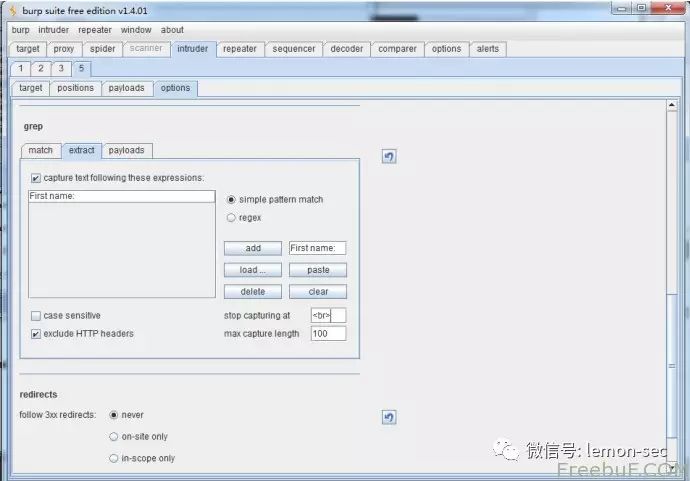 burp suite free edition v1.4.01
burp intruder repeater window about
target proxy spider scanner intruder repeater sequencer decoder comparer options alerts
1 2 3 5
target positions payloads options
grep
match extract payloads
capture text following these expressions:
First name:
simple pattern match
regex
add First name:
load ... paste
delete clear
case sensitive stop capturing at <br>
exclude HTTP headers max capture length 100
redirects
follow 3xx redirects: never
on-site only
in-scope only
微信号: lemon-sec
FreebuF.COM